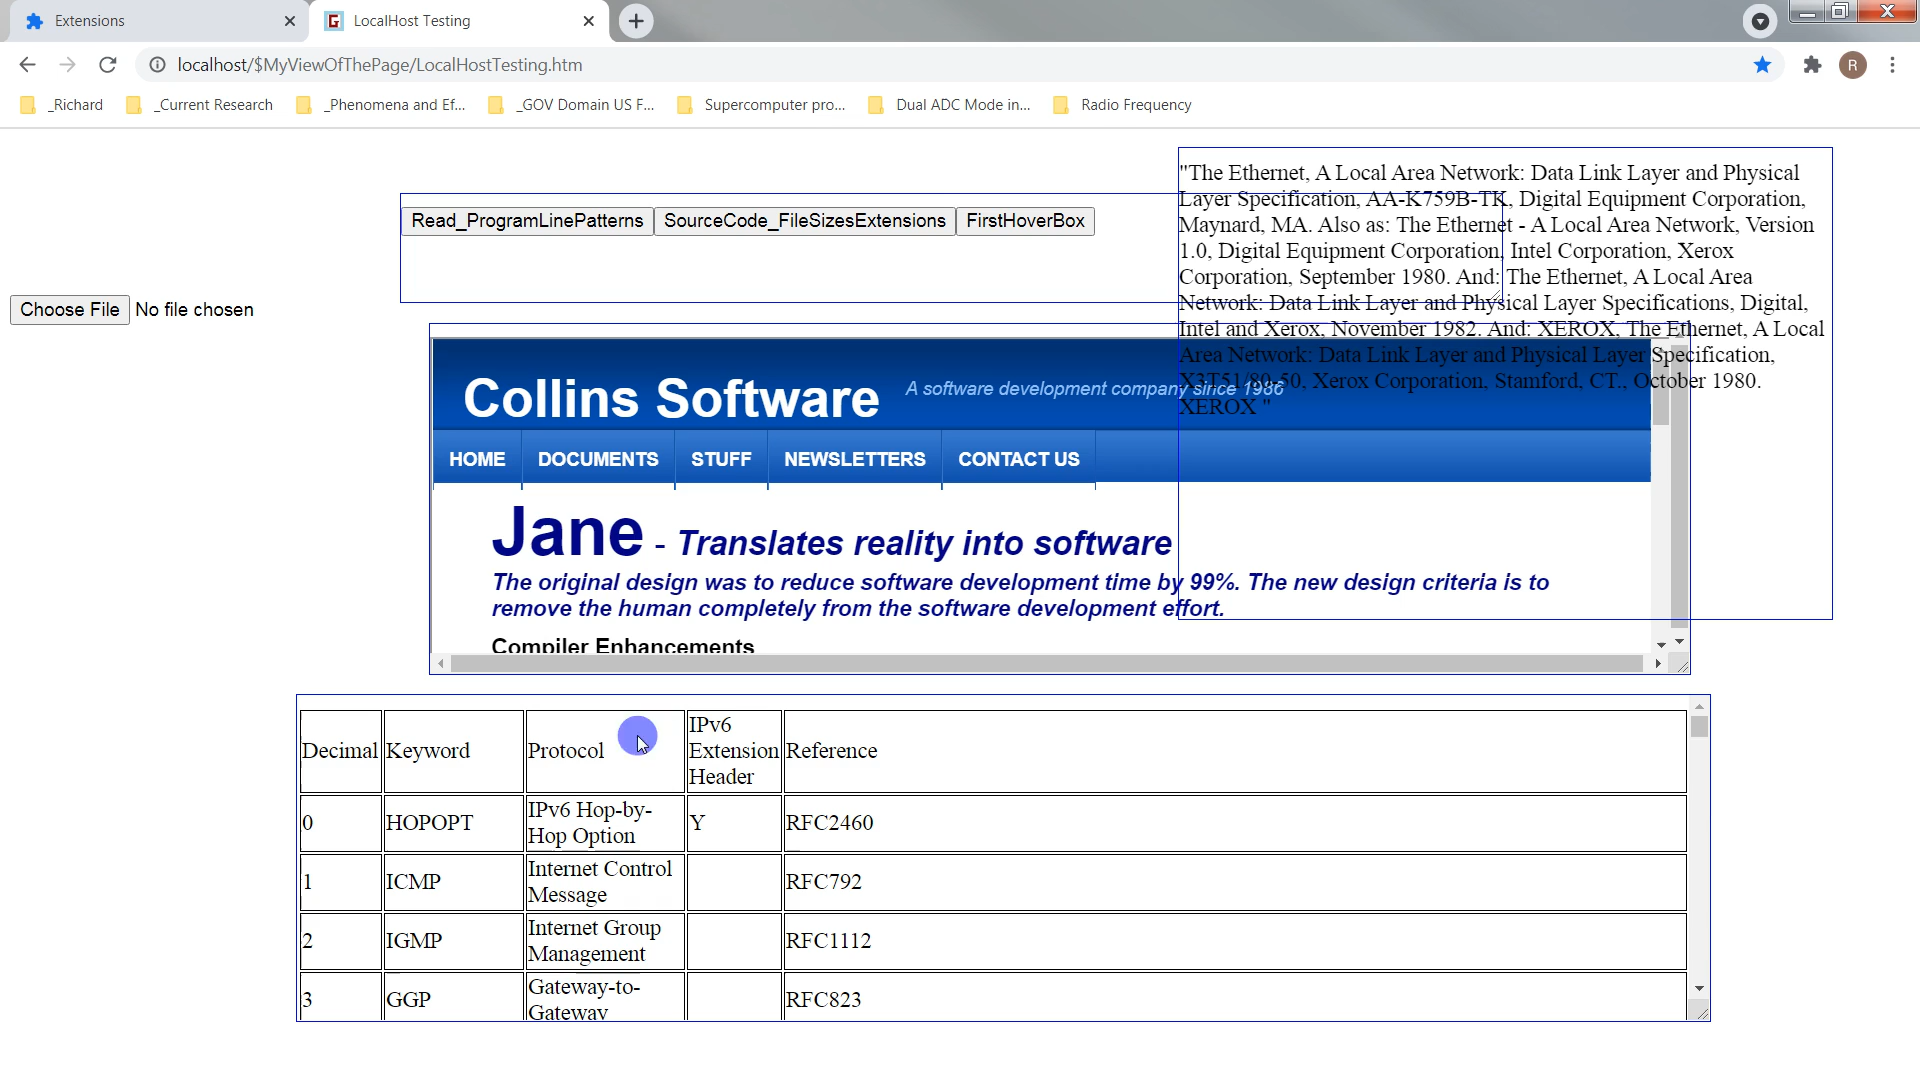 Extensions
LocalHost Testing
localhost/$MyViewOfThePage/LocalHostTesting.htm
R
_Richard
_Current Research
_Phenomena and Ef...
_GOV Domain US F...
Supercomputer pro...
Dual ADC Mode in...
Radio Frequency
Read_ProgramLinePatterns
SourceCode_FileSizesExtensions
FirstHoverBox
"The Ethernet, A Local Area Network: Data Link Layer and Physical
Layer Specification, AA-K759B-TK, Digital Equipment Corporation,
Maynard, MA. Also as: The Ethernet - A Local Area Network, Version
1.0, Digital Equipment Corporation, Intel Corporation, Xerox
Corporation, September 1980. And: The Ethernet, A Local Area
Network: Data Link Layer and Physical Layer Specifications, Digital,
Intel and Xerox, November 1982. And: XEROX, The Ethernet, A Local
Area Network: Data Link Layer and Physical Layer Specification,
X3T51/80-50, Xerox Corporation, Stamford, CT., October 1980.
XEROX "
Choose File No file chosen
Collins Software
A software development company since 1986
HOME
DOCUMENTS
STUFF
NEWSLETTERS
CONTACT US
Jane - Translates reality into software
The original design was to reduce software development time by 99%. The new design criteria is to
remove the human completely from the software development effort.
Compiler Enhancements
Decimal
Keyword
Protocol
IPv6
Extension
Header
Reference
0
HOPOPT
IPv6 Hop-by-
Hop Option
Y
RFC2460
1
ICMP
Internet Control
Message
RFC792
2
IGMP
Internet Group
Management
RFC1112
3
GGP
Gateway-to-
Gateway
RFC823